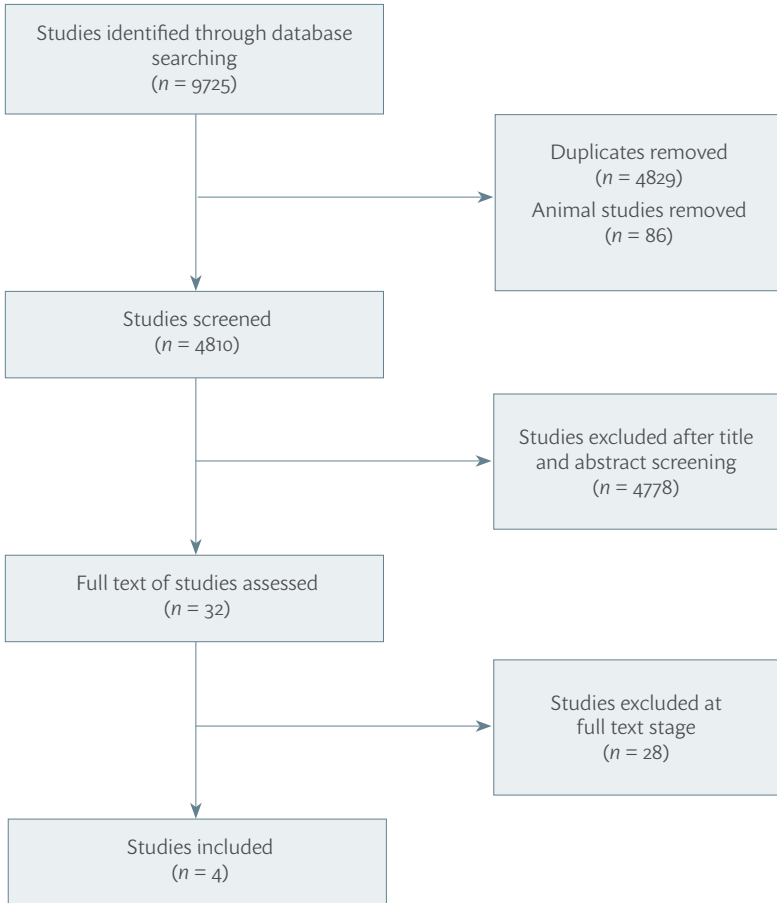 Studies identified through database
searching
(n = 9725)
Duplicates removed
(n = 4829)
Animal studies removed
(n = 86)
Studies screened
(n = 4810)
Studies excluded after title
and abstract screening
(n = 4778)
Full text of studies assessed
(n = 32)
Studies excluded at
full text stage
(n = 28)
Studies included
(n = 4)